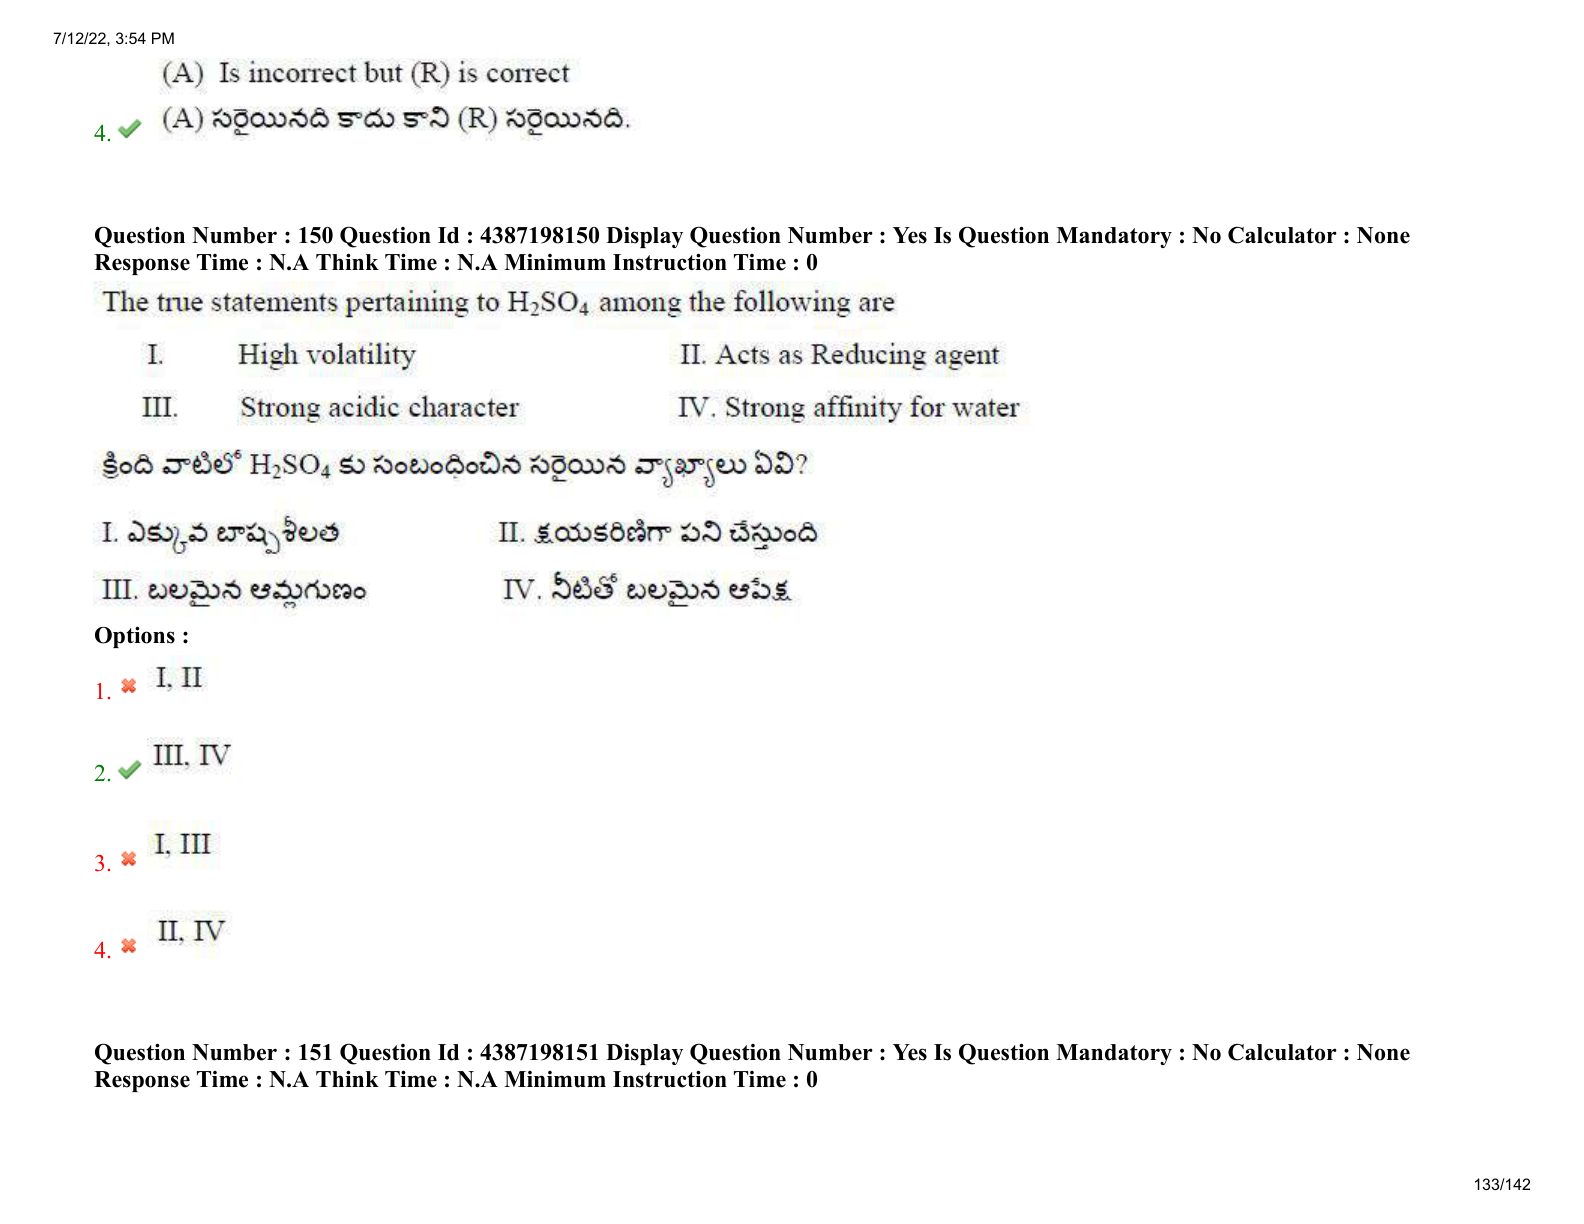 7/12/22, 3:54 PM
(A) Is incorrect but (R) is correct
(A) సరైయినది కాదు కాని (R) సరైయినది.
4.
Question Number : 150 Question Id : 4387198150 Display Question Number : Yes Is Question Mandatory : No Calculator : None
Response Time : N.A Think Time : N.A Minimum Instruction Time : 0
The true statements pertaining to H₂SO₄ among the following are
I. High volatility II. Acts as Reducing agent
III. Strong acidic character IV. Strong affinity for water
క్రింది వాటిలో H₂SO₄ కు సంబంధించిన సరైయిన వ్యాఖ్యాలు ఏవి?
I. ఎక్కువ బాష్పశీలత II. క్షయకరిణిగా పని చేస్తుంది
III. బలమైన ఆమ్లగుణం IV. నీటితో బలమైన ఆపేక్ష
Options :
1. I, II
2. III, IV
3. I, III
4. II, IV
Question Number : 151 Question Id : 4387198151 Display Question Number : Yes Is Question Mandatory : No Calculator : None
Response Time : N.A Think Time : N.A Minimum Instruction Time : 0
133/142